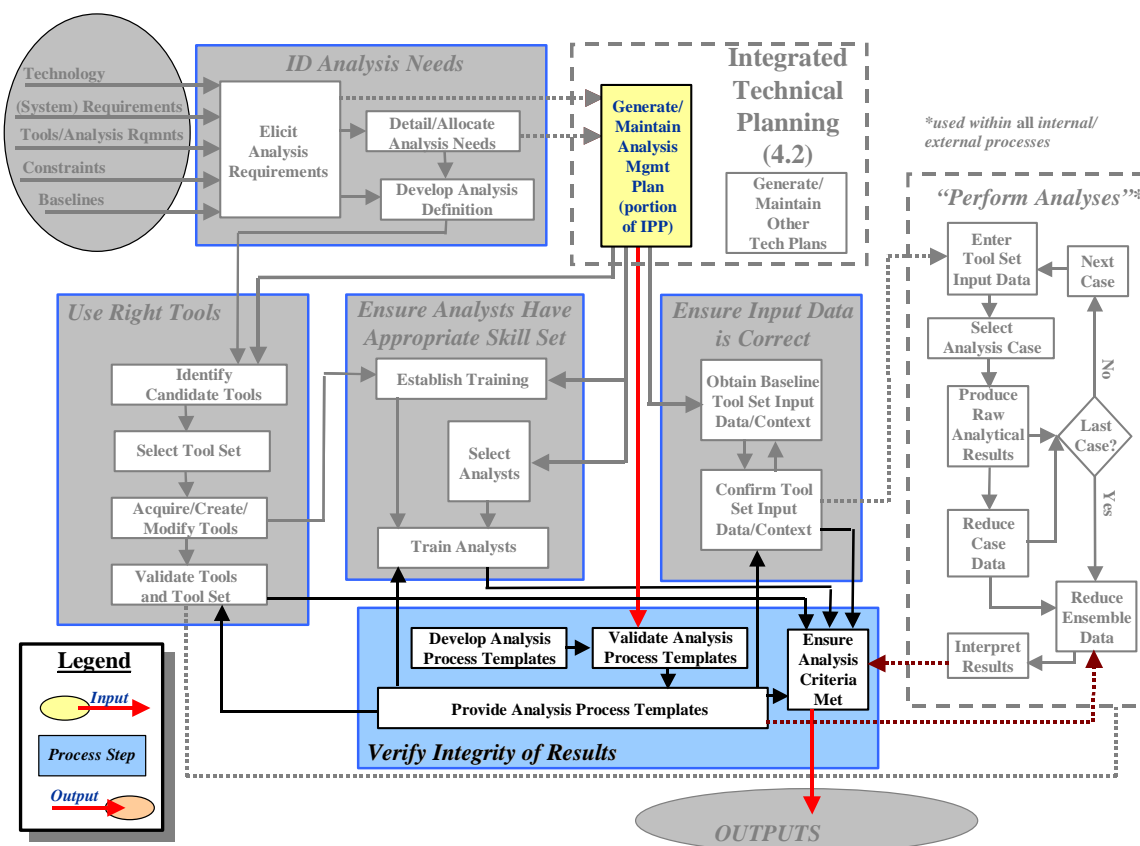 Technology
(System) Requirements
Tools/Analysis Rqmnts
Constraints
Baselines
ID Analysis Needs
Elicit
Analysis
Requirements
Detail/Allocate
Analysis Needs
Develop Analysis
Definition
Generate/
Maintain Analysis
Mgmt
Plan
(portion
of IPP)
Integrated
Technical
Planning
(4.2)
Generate/
Maintain
Other
Tech Plans
*used within all internal/
external processes
“Perform Analyses”*
Enter
Tool Set
Input Data
Next
Case
Select
Analysis Case
Produce
Raw
Analytical
Results
No
Last
Case?
Yes
Reduce
Case
Data
Reduce
Ensemble
Data
Interpret
Results
Use Right Tools
Identify
Candidate Tools
Select Tool Set
Acquire/Create/
Modify Tools
Validate Tools
and Tool Set
Ensure Analysts Have
Appropriate Skill Set
Establish Training
Select
Analysts
Train Analysts
Ensure Input Data
is Correct
Obtain Baseline
Tool Set Input
Data/Context
Confirm Tool
Set Input
Data/Context
Develop Analysis
Process Templates
Validate Analysis
Process Templates
Ensure
Analysis
Criteria
Met
Provide Analysis Process Templates
Verify Integrity of Results
Legend
Input
Process Step
Output
OUTPUTS